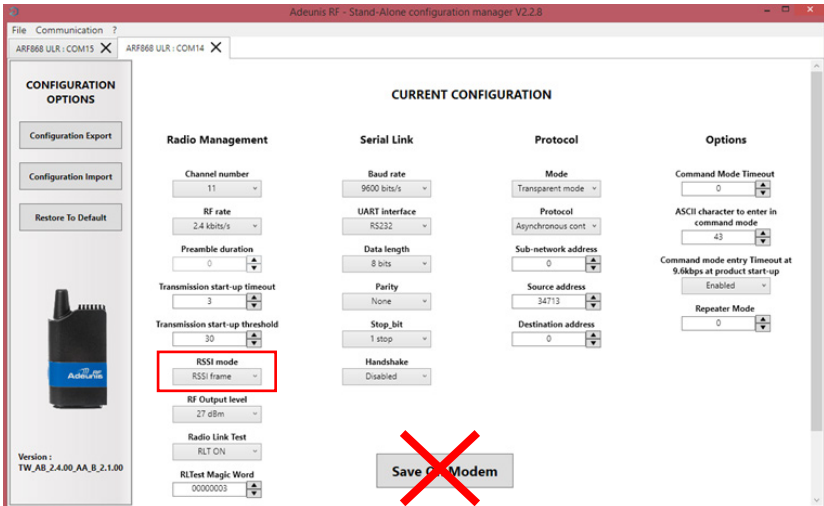 Adeunis RF - Stand-Alone configuration manager V2.2.8
File Communication ?
ARF868 ULR : COM15 X ARF868 ULR : COM14 X
CONFIGURATION
OPTIONS
Configuration Export
Configuration Import
Restore To Default
Adeunis RF
Version :
TW_AB_2.4.00_AA_B_2.1.00
CURRENT CONFIGURATION
Radio Management
Channel number
11
RF rate
2.4 kbits/s
Preamble duration
0
Transmission start-up timeout
3
Transmission start-up threshold
30
RSSI mode
RSSI frame
RF Output level
27 dBm
Radio Link Test
RLT ON
RLTest Magic Word
00000003
Serial Link
Baud rate
9600 bits/s
UART interface
RS232
Data length
8 bits
Parity
None
Stop_bit
1 stop
Handshake
Disabled
Protocol
Mode
Transparent mode
Protocol
Asynchronous cont
Sub-network address
0
Source address
34713
Destination address
0
Options
Command Mode Timeout
0
ASCII character to enter in
command mode
43
Command mode entry Timeout at
9.6kbps at product start-up
Enabled
Repeater Mode
0
Save On Modem